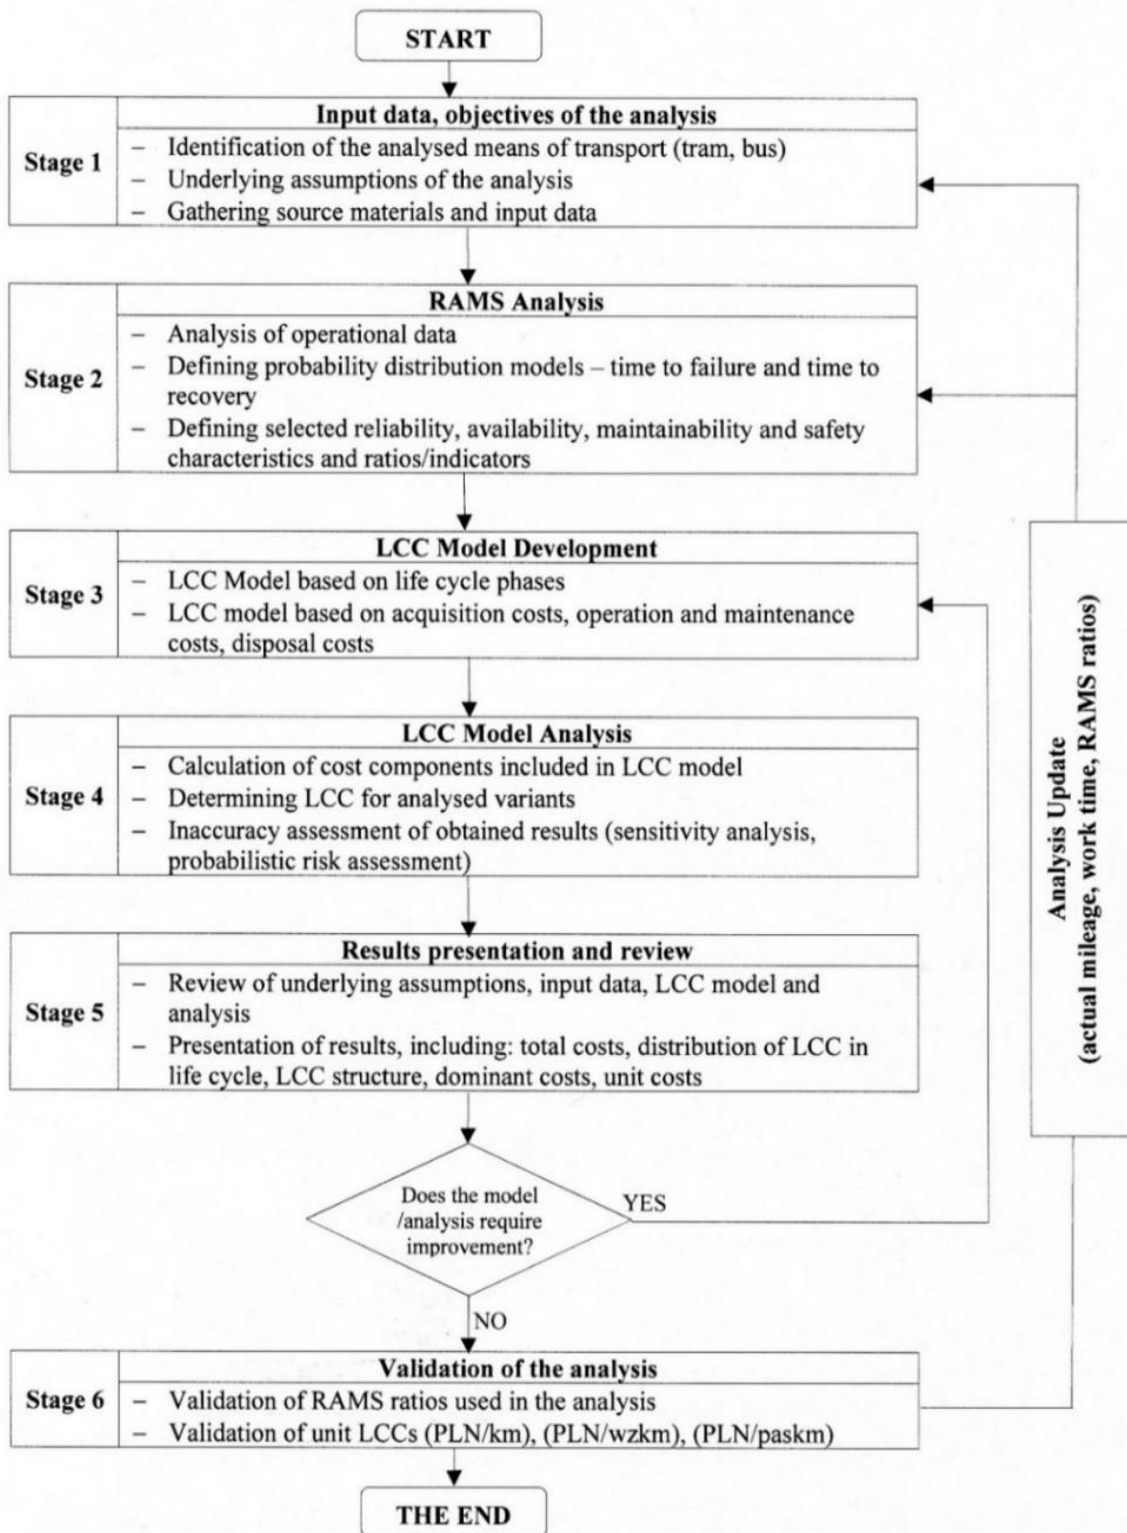 START
Input data, objectives of the analysis
Stage 1
– Identification of the analysed means of transport (tram, bus)
– Underlying assumptions of the analysis
– Gathering source materials and input data
RAMS Analysis
Stage 2
– Analysis of operational data
– Defining probability distribution models – time to failure and time to
recovery
– Defining selected reliability, availability, maintainability and safety
characteristics and ratios/indicators
LCC Model Development
Stage 3
– LCC Model based on life cycle phases
– LCC model based on acquisition costs, operation and maintenance
costs, disposal costs
LCC Model Analysis
Stage 4
– Calculation of cost components included in LCC model
– Determining LCC for analysed variants
– Inaccuracy assessment of obtained results (sensitivity analysis,
probabilistic risk assessment)
Results presentation and review
Stage 5
– Review of underlying assumptions, input data, LCC model and
analysis
– Presentation of results, including: total costs, distribution of LCC in
life cycle, LCC structure, dominant costs, unit costs
Does the model
/analysis require
improvement?
YES
NO
Validation of the analysis
Stage 6
– Validation of RAMS ratios used in the analysis
– Validation of unit LCCs (PLN/km), (PLN/wzkm), (PLN/paskm)
THE END
Analysis Update
(actual mileage, work time, RAMS ratios)